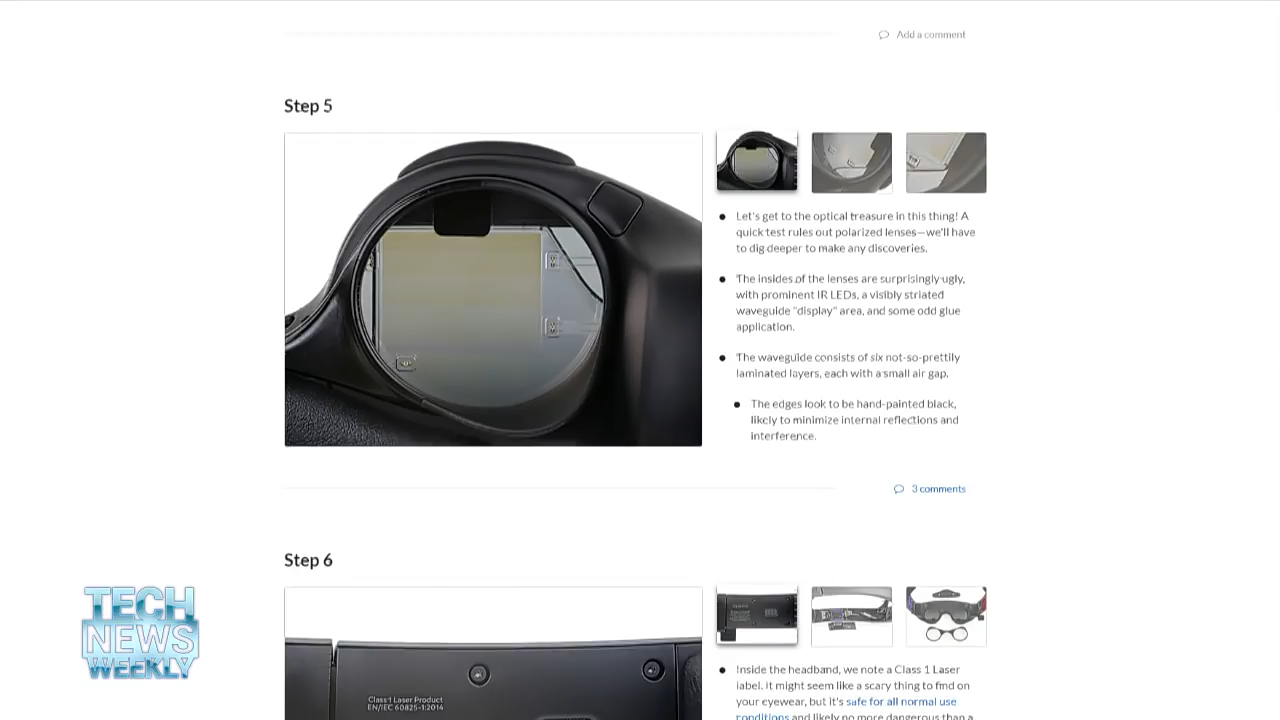 Add a comment
Step 5
Let's get to the optical treasure in this thing! A
quick test rules out polarized lenses—we'll have
to dig deeper to make any discoveries.
The insides of the lenses are surprisingly ugly,
with prominent IR LEDs, a visibly striated
waveguide "display" area, and some odd glue
application.
The waveguide consists of six not-so-prettily
laminated layers, each with a small air gap.
The edges look to be hand-painted black,
likely to minimize internal reflections and
interference.
3 comments
Step 6
Inside the headband, we note a Class 1 Laser
label. It might seem like a scary thing to find on
your eyewear, but it's safe for all normal use
conditions and likely no more dangerous than a
Class 1 Laser Product
EN/IEC 60825-1:2014
TECH
NEWS
WEEKLY